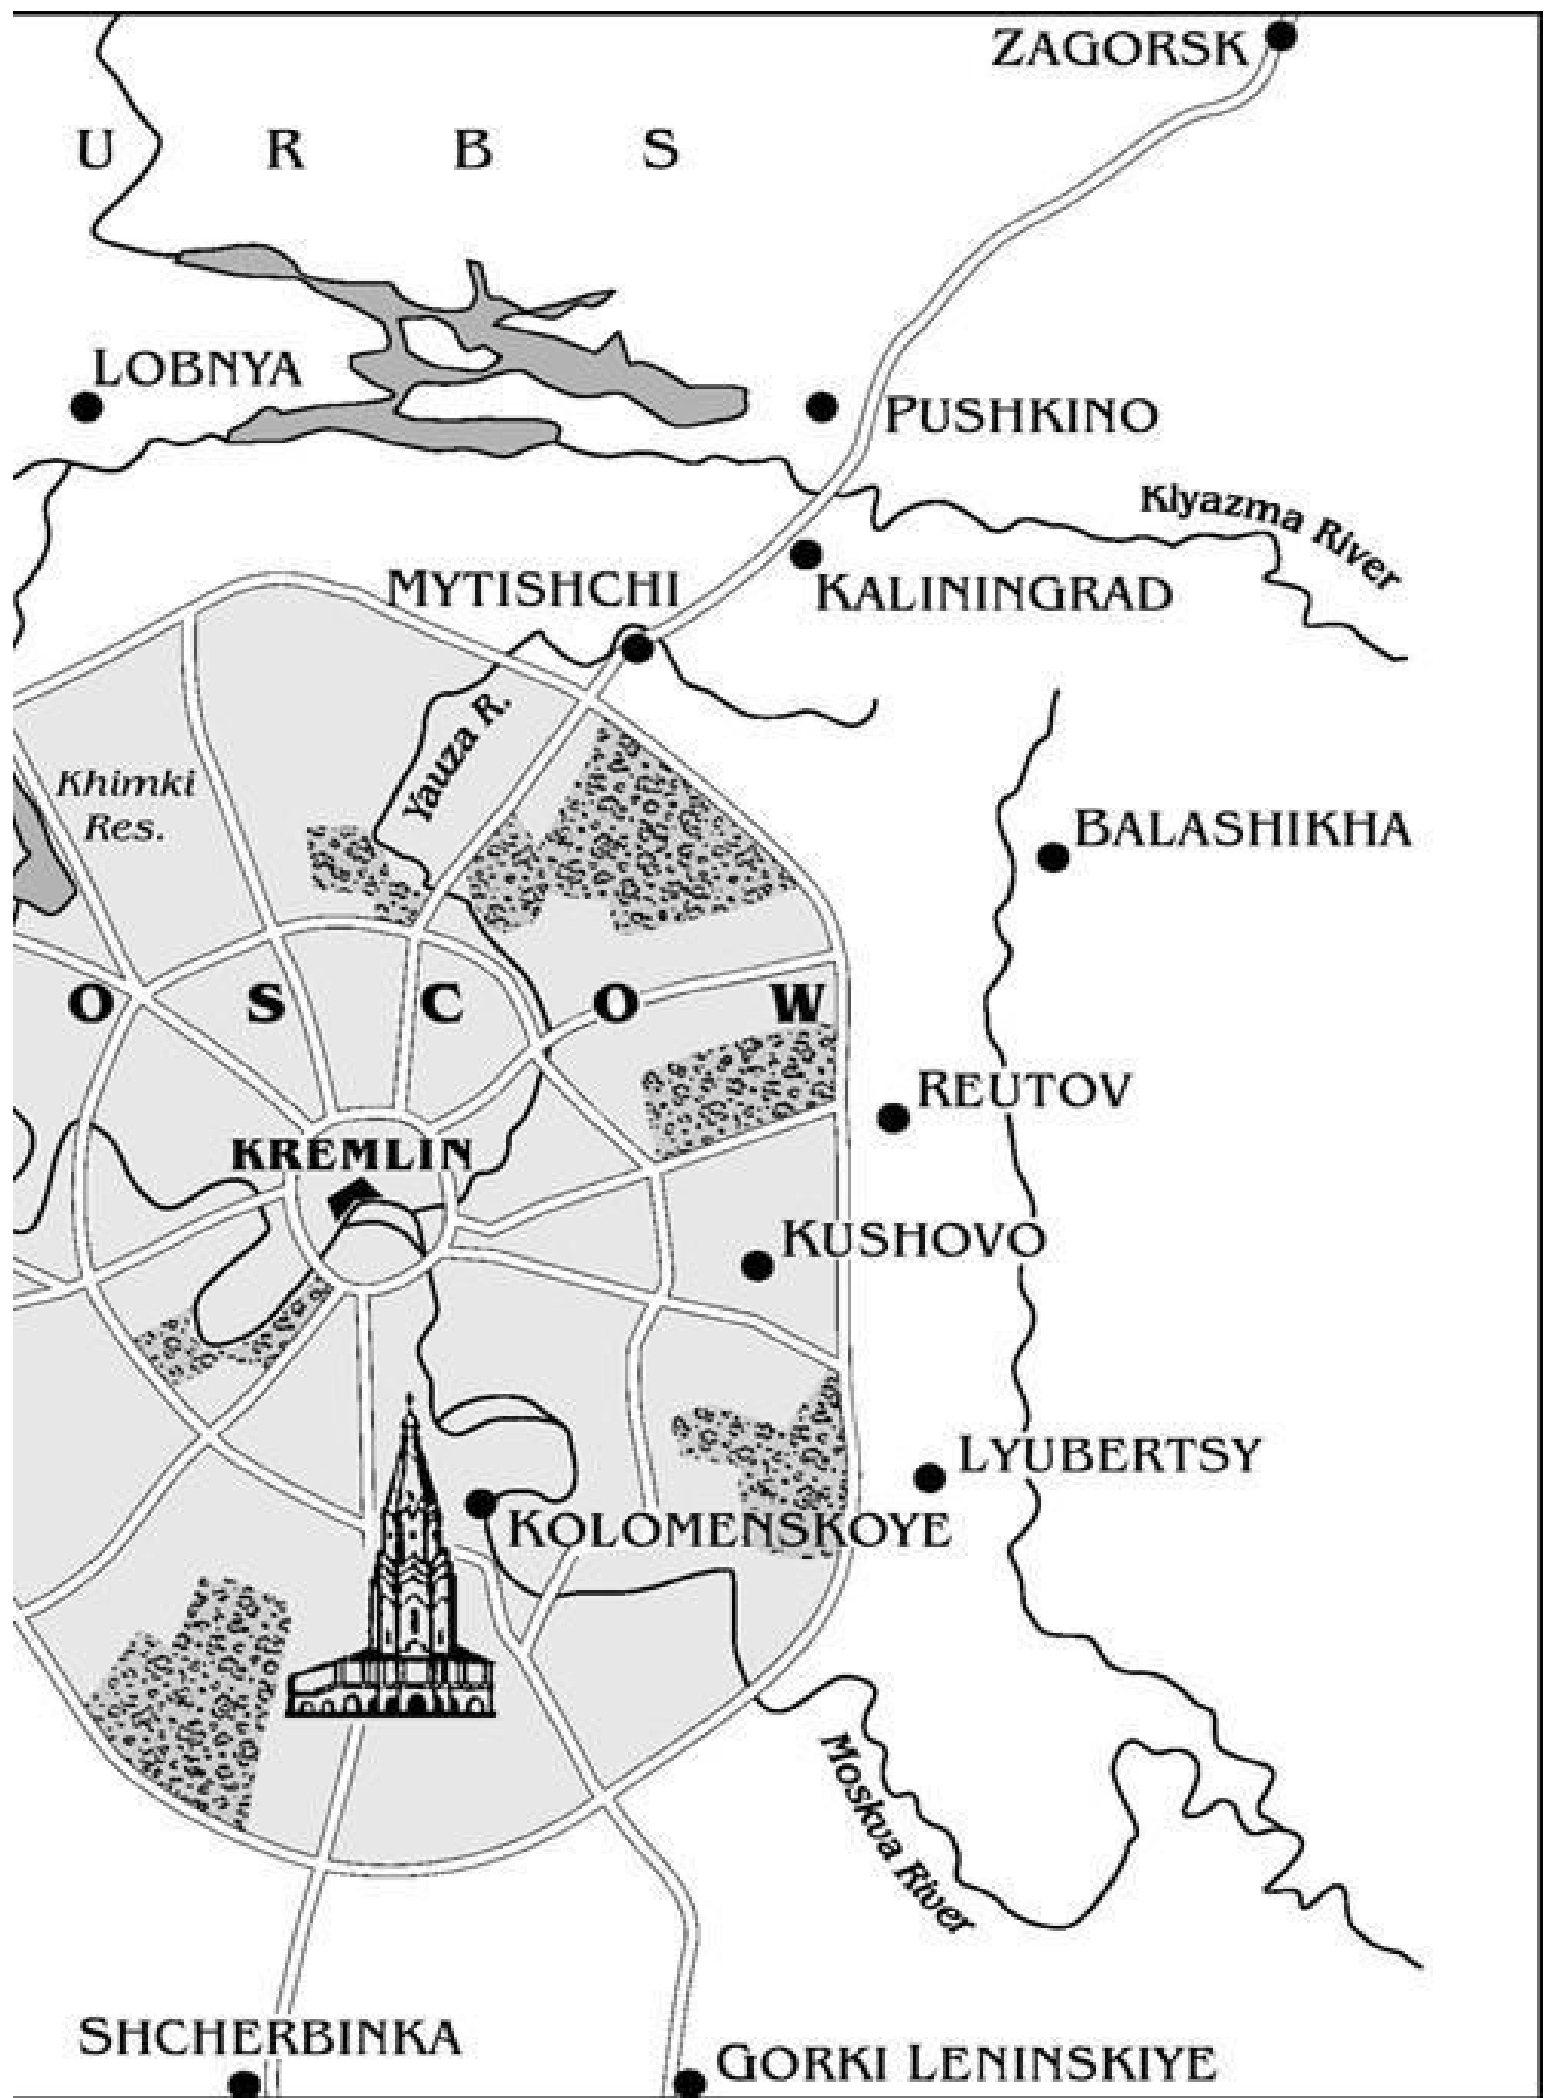 ZAGORSK
U R B S
LOBNYA
PUSHKINO
Klyazma River
MYTISHCHI
KALININGRAD
Yauza R.
Khimki
Res.
BALASHIKHA
O S C O W
REUTOV
KREMLIN
KUSHOVO
LYUBERTSY
KOLOMENSKOYE
Moskva River
SHCHERBINKA
GORKI LENINSKIYE